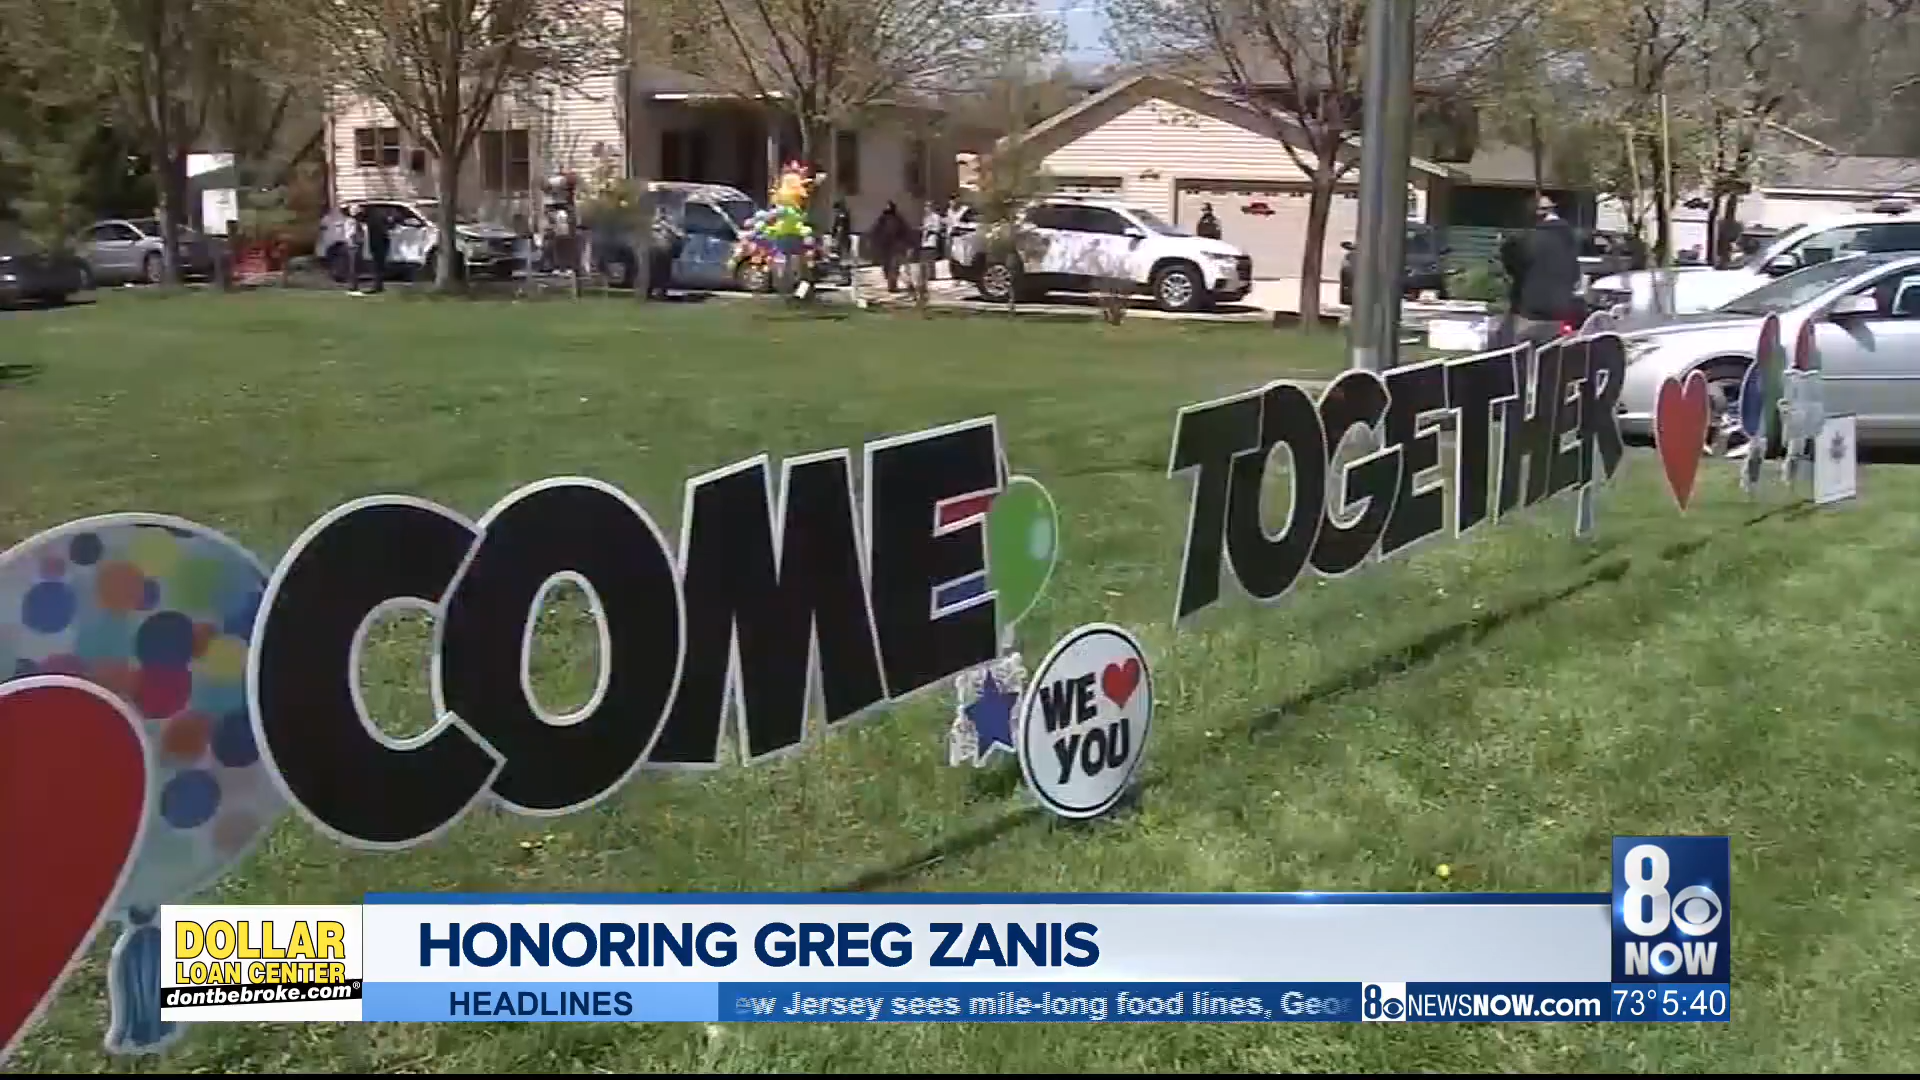 COME TOGETHER
WE
YOU
DOLLAR
LOAN CENTER
dontbebroke.com®
HONORING GREG ZANIS
8
NOW
HEADLINES
Jersey sees mile-long food lines,
8 NEWSNOW.com
73° 5:40